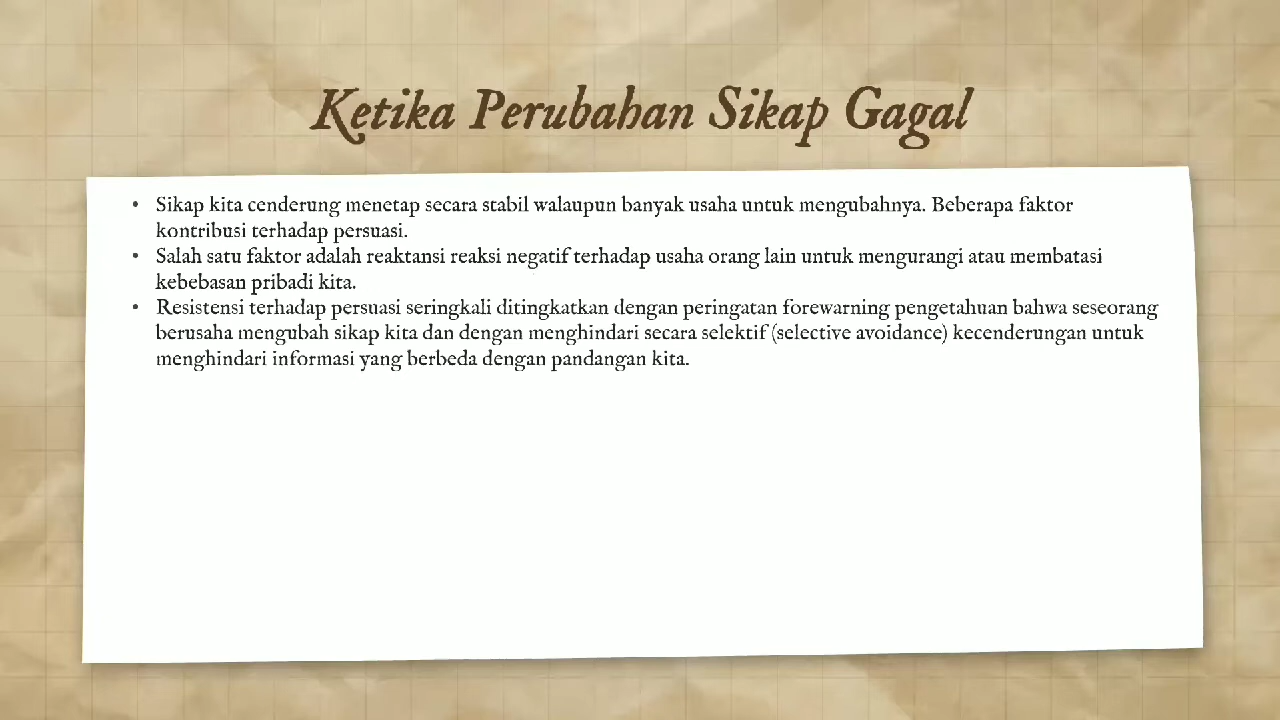 Ketika Perubahan Sikap Gagal
• Sikap kita cenderung menetap secara stabil walaupun banyak usaha untuk mengubahnya. Beberapa faktor
kontribusi terhadap persuasi.
• Salah satu faktor adalah reaktansi reaksi negatif terhadap usaha orang lain untuk mengurangi atau membatasi
kebebasan pribadi kita.
• Resistensi terhadap persuasi seringkali ditingkatkan dengan peringatan forewarning pengetahuan bahwa seseorang
berusaha mengubah sikap kita dan dengan menghindari secara selektif (selective avoidance) kecenderungan untuk
menghindari informasi yang berbeda dengan pandangan kita.